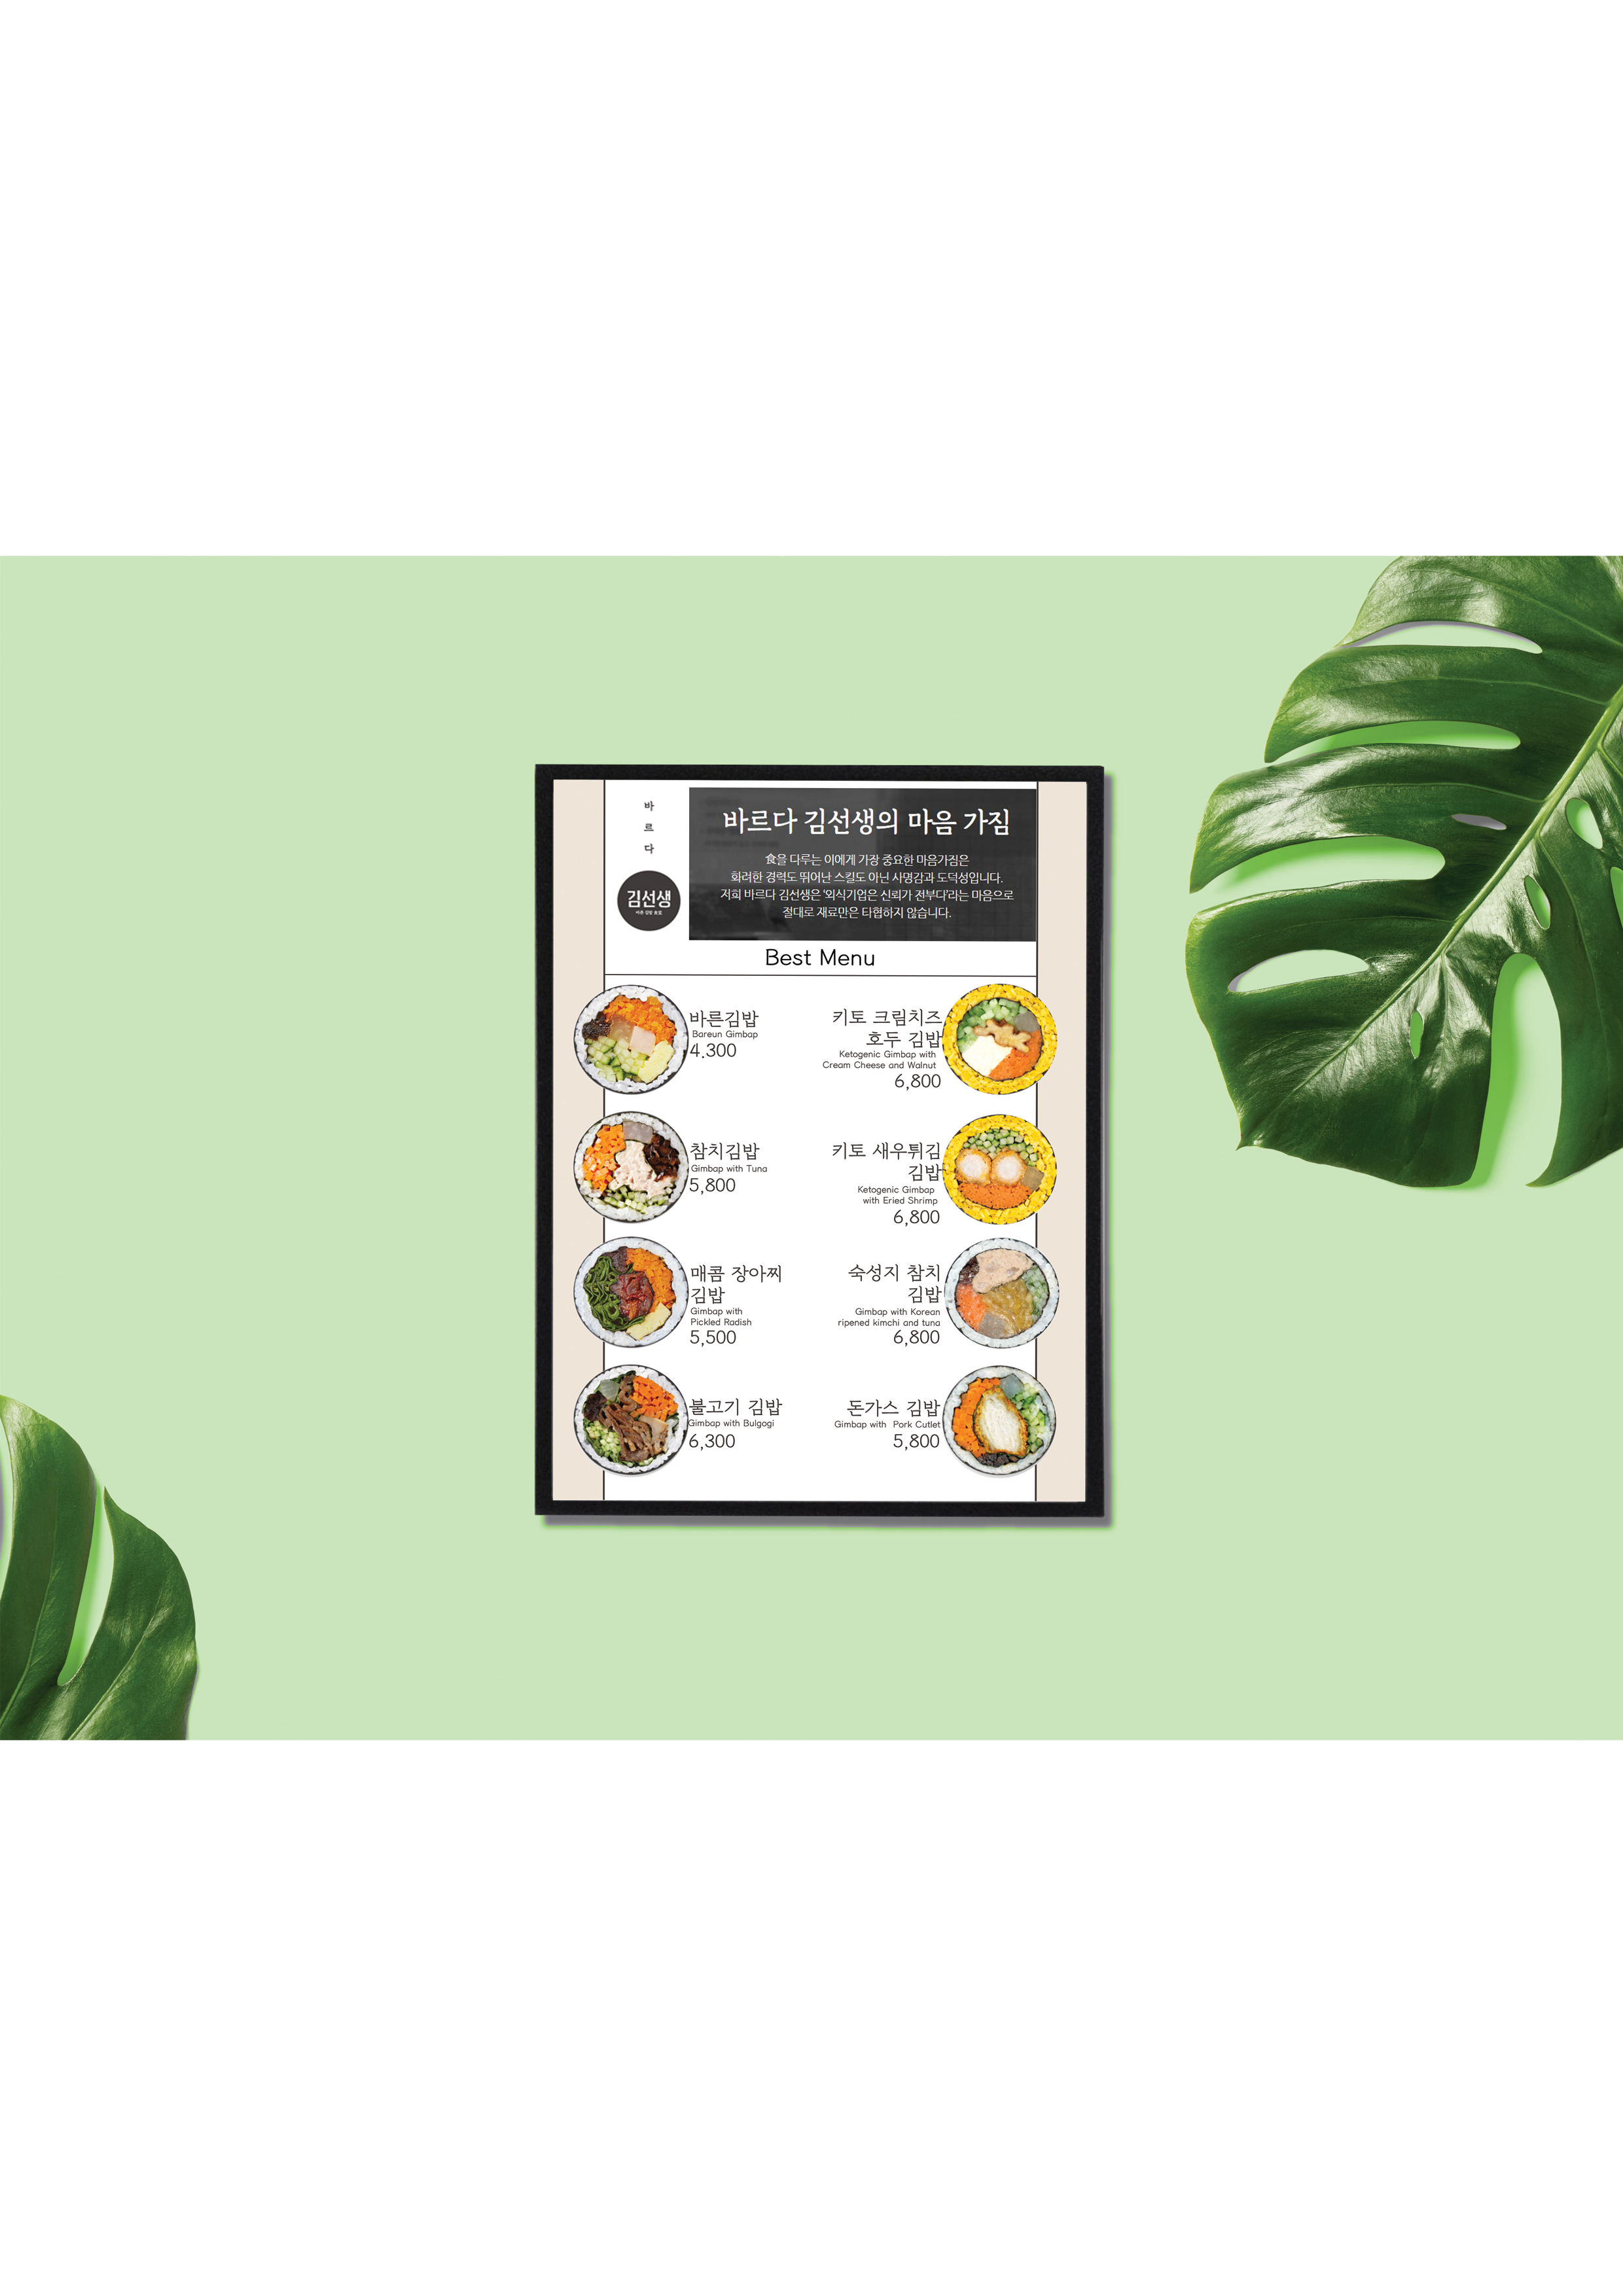 바
르
다
김선생
바른 김밥 食堂
바르다 김선생의 마음 가짐
食을 다루는 이에게 가장 중요한 마음가짐은
화려한 경력도 뛰어난 스킬도 아닌 사명감과 도덕성입니다.
저희 바르다 김선생은 '외식기업은 신뢰가 전부다'라는 마음으로
절대로 재료만은 타협하지 않습니다.
Best Menu
바른김밥
Bareun Gimbap
4,300
참치김밥
Gimbap with Tuna
5,800
매콤 장아찌
김밥
Gimbap with
Pickled Radish
5,500
불고기 김밥
Gimbap with Bulgogi
6,300
키토 크림치즈
호두 김밥
Ketogenic Gimbap with
Cream Cheese and Walnut
6,800
키토 새우튀김
김밥
Ketogenic Gimbap
with Eried Shrimp
6,800
숙성지 참치
김밥
Gimbap with Korean
ripened kimchi and tuna
6,800
돈가스 김밥
Gimbap with Pork Cutlet
5,800